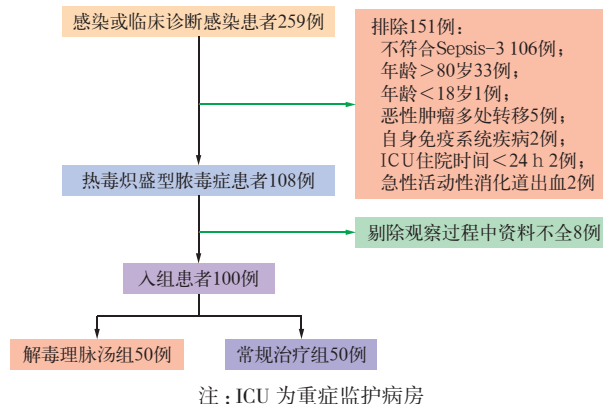 感染或临床诊断感染患者259例
排除151例：
不符合Sepsis-3 106例；
年龄＞80岁33例；
年龄＜18岁1例；
恶性肿瘤多处转移5例；
自身免疫系统疾病2例；
ICU住院时间＜24 h 2例；
急性活动性消化道出血2例
热毒炽盛型脓毒症患者108例
剔除观察过程中资料不全8例
入组患者100例
解毒理脉汤组50例
常规治疗组50例
注：ICU 为重症监护病房